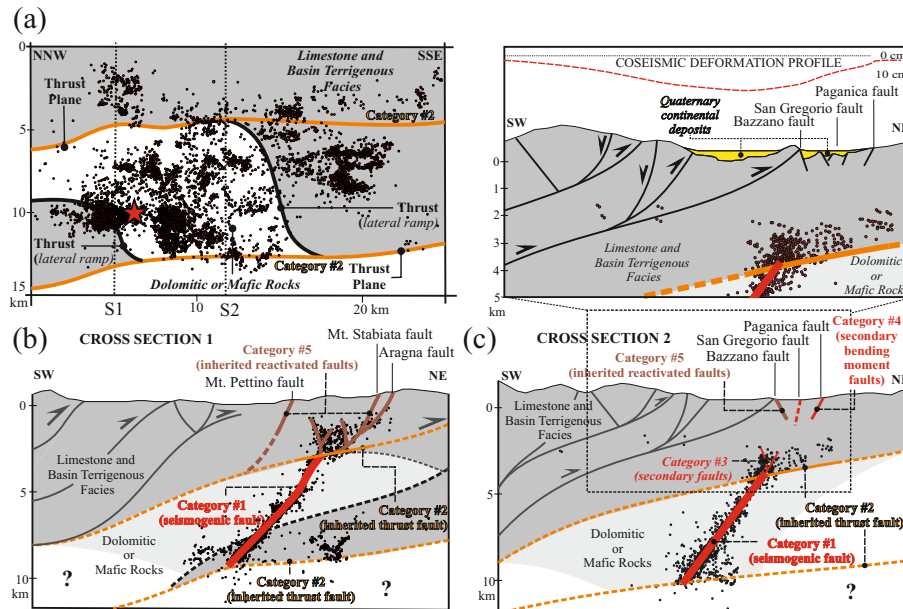 (a)
0
NNW
Limestone and
Basin Terrigenous
Facies
SSE
Thrust
Plane
Category #2
5
10
Thrust
(lateral ramp)
Thrust
(lateral ramp)
Category #2
Thrust
Plane
15
km
S1
Dolomitic or Mafic Rocks
10
S2
20 km
0 cm
COSEISMIC DEFORMATION PROFILE
10 cm
Paganica fault
Quaternary
continental
deposits
San Gregorio fault
Bazzano fault
SW
0
1
2
3
4
5
km
Limestone and
Basin Terrigenous
Facies
Dolomitic
or
Mafic Rocks
(b)
CROSS SECTION 1
Mt. Stabiata fault
Category #5
(inherited reactivated faults)
Aragna fault
Mt. Pettino fault
SW
NE
0
Limestone and
Basin Terrigenous
Facies
5
Category #1
(seismogenic fault)
Category #2
(inherited thrust fault)
Dolomitic
or
Mafic Rocks
?
Category #2
(inherited thrust fault)
?
10
km
(c)
CROSS SECTION 2
Category #5
(inherited reactivated faults)
Paganica fault
San Gregorio fault
Bazzano fault
Category #4
(secondary
bending
moment
faults)
SW
0
Limestone and
Basin Terrigenous
Facies
Category #3
(secondary faults)
5
Category #2
(inherited thrust fault)
Dolomitic
or
Mafic Rocks
Category #1
(seismogenic fault)
10
km
?